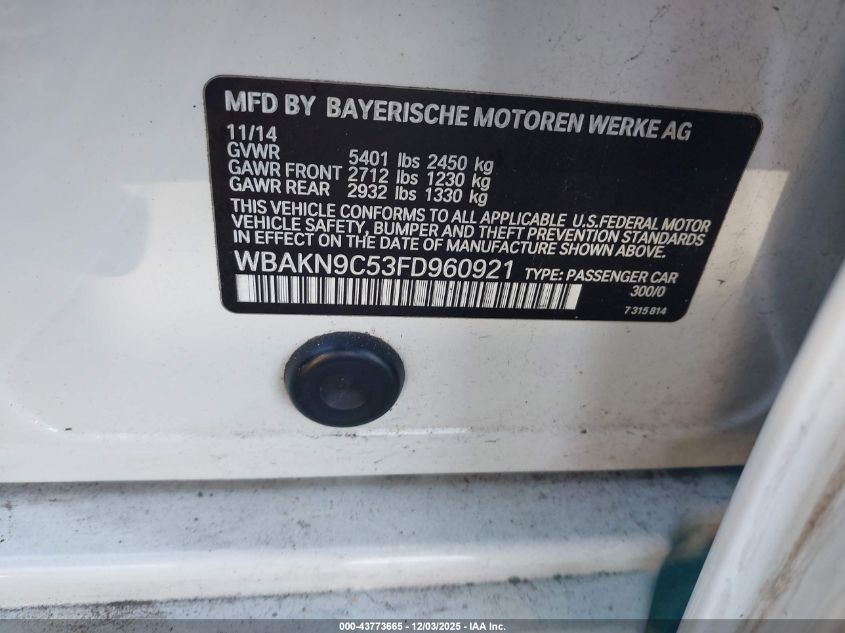 MFD BY BAYERISCHE MOTOREN WERKE AG
11/14
GVWR 5401 lbs 2450 kg
GAWR FRONT 2712 lbs 1230 kg
GAWR REAR 2932 lbs 1330 kg
THIS VEHICLE CONFORMS TO ALL APPLICABLE U.S.FEDERAL MOTOR
VEHICLE SAFETY, BUMPER AND THEFT PREVENTION STANDARDS
IN EFFECT ON THE DATE OF MANUFACTURE SHOWN ABOVE.
WBAKN9C53FD960921 TYPE: PASSENGER CAR
300/0
7 315 814
000-43773665 - 12/03/2025 - IAA Inc.